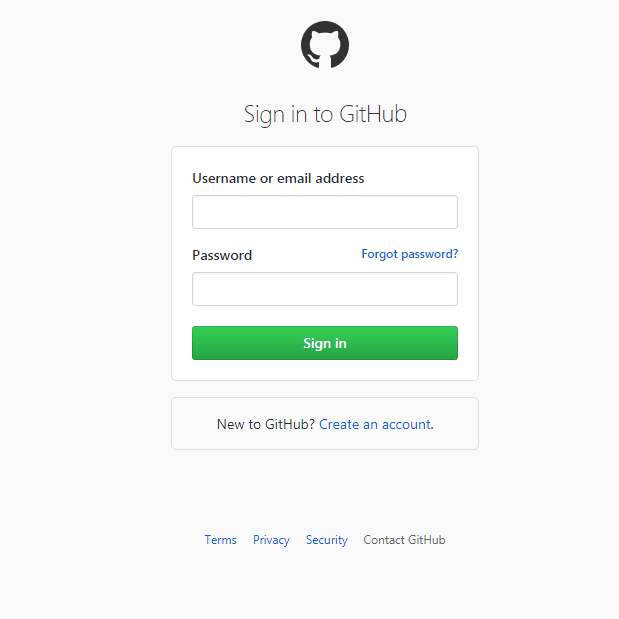 Sign in to GitHub
Username or email address
Password Forgot password?
Sign in
New to GitHub? Create an account.
Terms Privacy Security Contact GitHub